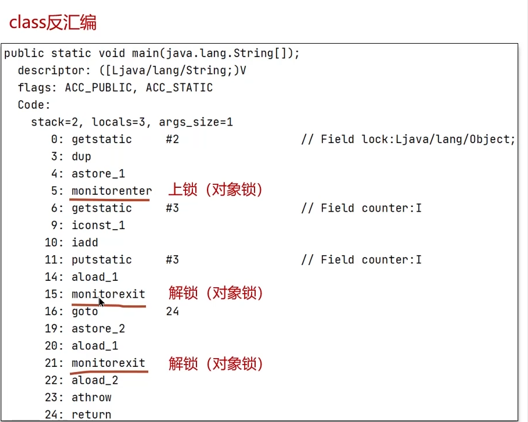 class反汇编
public static void main(java.lang.String[]);
descriptor: ([Ljava/lang/String;)V
flags: ACC_PUBLIC, ACC_STATIC
Code:
stack=2, locals=3, args_size=1
0: getstatic #2 // Field lock:Ljava/lang/Object;
3: dup
4: astore_1
5: monitorenter 上锁（对象锁）
6: getstatic #3 // Field counter:I
9: iconst_1
10: iadd
11: putstatic #3 // Field counter:I
14: aload_1
15: monitorexit 解锁（对象锁）
16: goto 24
19: astore_2
20: aload_1
21: monitorexit 解锁（对象锁）
22: aload_2
23: athrow
24: return